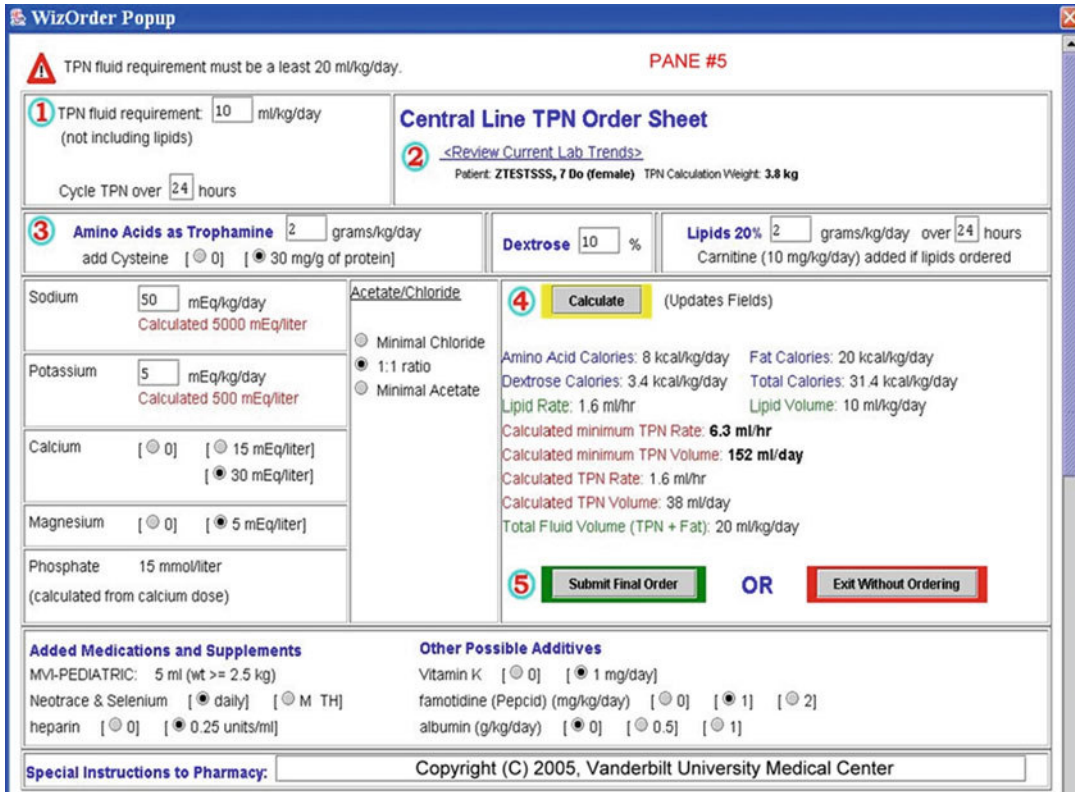 WizOrder Popup
TPN fluid requirement must be a least 20 ml/kg/day.
PANE #5
1 TPN fluid requirement: 10 ml/kg/day
(not including lipids)
Cycle TPN over 24 hours
Central Line TPN Order Sheet
2 <Review Current Lab Trends>
Patient: ZTESTSSS, 7 Do (female) TPN Calculation Weight: 3.8 kg
3 Amino Acids as Trophamine 2 grams/kg/day
add Cysteine [ 0] [ 30 mg/g of protein]
Dextrose 10 %
Lipids 20% 2 grams/kg/day over 24 hours
Carnitine (10 mg/kg/day) added if lipids ordered
Sodium 50 mEq/kg/day
Calculated 5000 mEq/liter
Potassium 5 mEq/kg/day
Calculated 500 mEq/liter
Calcium [ 0] [ 15 mEq/liter]
[ 30 mEq/liter]
Magnesium [ 0] [ 5 mEq/liter]
Phosphate 15 mmol/liter
(calculated from calcium dose)
Acetate/Chloride
Minimal Chloride
1:1 ratio
Minimal Acetate
4 Calculate (Updates Fields)
Amino Acid Calories: 8 kcal/kg/day Fat Calories: 20 kcal/kg/day
Dextrose Calories: 3.4 kcal/kg/day Total Calories: 31.4 kcal/kg/day
Lipid Rate: 1.6 ml/hr Lipid Volume: 10 ml/kg/day
Calculated minimum TPN Rate: 6.3 ml/hr
Calculated minimum TPN Volume: 152 ml/day
Calculated TPN Rate: 1.6 ml/hr
Calculated TPN Volume: 38 ml/day
Total Fluid Volume (TPN + Fat): 20 ml/kg/day
5 Submit Final Order OR Exit Without Ordering
Added Medications and Supplements
MVI-PEDIATRIC: 5 ml (wt >= 2.5 kg)
Neotrace & Selenium [ daily] [ M TH]
heparin [ 0] [ 0.25 units/ml]
Other Possible Additives
Vitamin K [ 0] [ 1 mg/day]
famotidine (Pepcid) (mg/kg/day) [ 0] [ 1] [ 2]
albumin (g/kg/day) [ 0] [ 0.5] [ 1]
Special Instructions to Pharmacy: Copyright (C) 2005, Vanderbilt University Medical Center